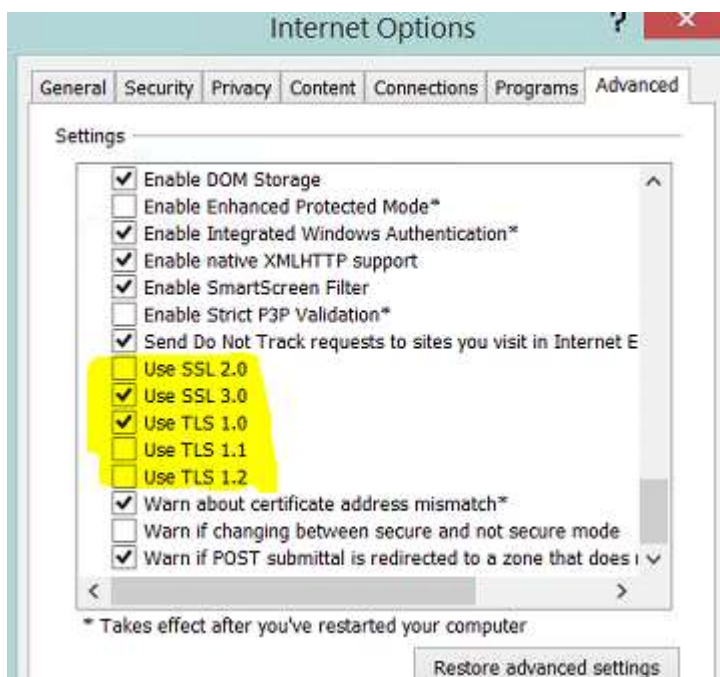 Internet Options
?
General Security Privacy Content Connections Programs Advanced
Settings
Enable DOM Storage
Enable Enhanced Protected Mode*
Enable Integrated Windows Authentication*
Enable native XMLHTTP support
Enable SmartScreen Filter
Enable Strict P3P Validation*
Send Do Not Track requests to sites you visit in Internet E
Use SSL 2.0
Use SSL 3.0
Use TLS 1.0
Use TLS 1.1
Use TLS 1.2
Warn about certificate address mismatch*
Warn if changing between secure and not secure mode
Warn if POST submittal is redirected to a zone that does
* Takes effect after you've restarted your computer
Restore advanced settings